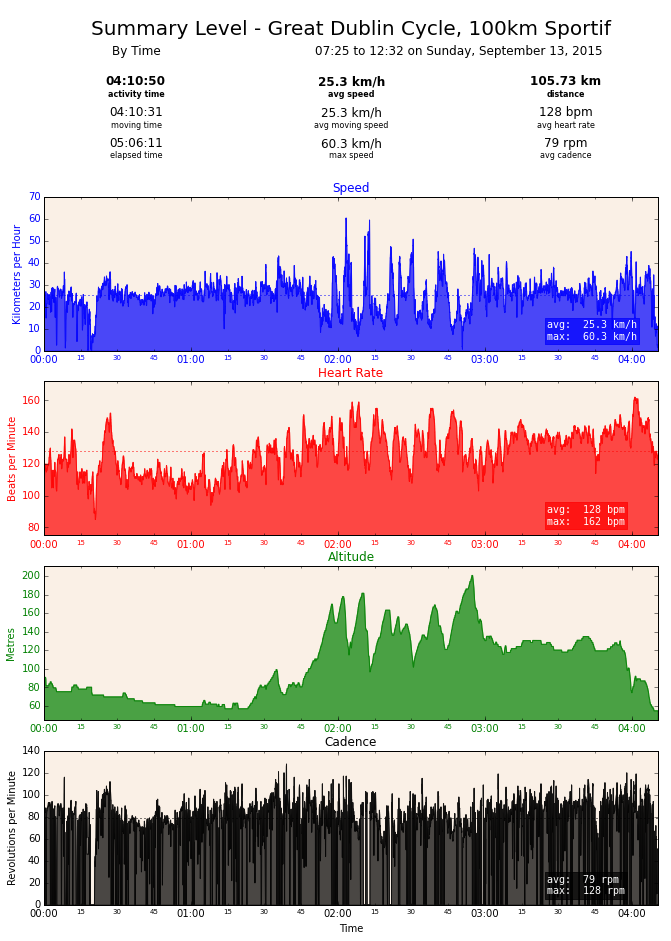 Summary Level - Great Dublin Cycle, 100km Sportif
By Time 07:25 to 12:32 on Sunday, September 13, 2015
04:10:50 25.3 km/h 105.73 km
activity time avg speed distance
04:10:31 25.3 km/h 128 bpm
moving time avg moving speed avg heart rate
05:06:11 60.3 km/h 79 rpm
elapsed time max speed avg cadence
Speed
Kilometers per Hour
70
60
50
40
30
20
10
0
avg: 25.3 km/h
max: 60.3 km/h
00:00 15 30 45 01:00 15 30 45 02:00 15 30 45 03:00 15 30 45 04:00
Heart Rate
Beats per Minute
160
140
120
100
80
avg: 128 bpm
max: 162 bpm
00:00 15 30 45 01:00 15 30 45 02:00 15 30 45 03:00 15 30 45 04:00
Altitude
Metres
200
180
160
140
120
100
80
60
00:00 15 30 45 01:00 15 30 45 02:00 15 30 45 03:00 15 30 45 04:00
Cadence
Revolutions per Minute
140
120
100
80
60
40
20
0
avg: 79 rpm
max: 128 rpm
00:00 15 30 45 01:00 15 30 45 02:00 15 30 45 03:00 15 30 45 04:00
Time